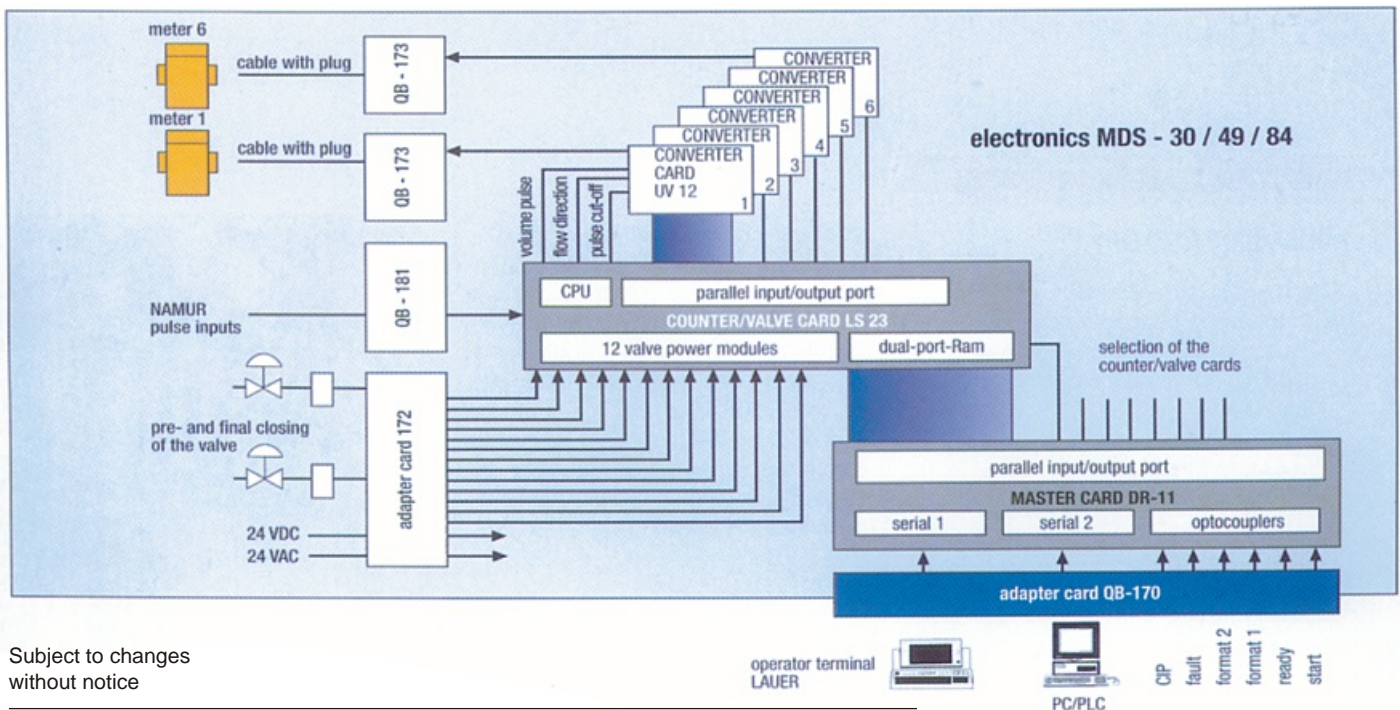 meter 6
cable with plug
QB - 173
CONVERTER
6
CONVERTER
5
CONVERTER
4
CONVERTER
3
CONVERTER
2
CONVERTER
CARD
UV 12
1
electronics MDS - 30 / 49 / 84
meter 1
cable with plug
QB - 173
volume pulse
flow direction
pulse cut-off
NAMUR
pulse inputs
QB - 181
CPU
parallel input/output port
COUNTER/VALVE CARD LS 23
12 valve power modules
dual-port-Ram
selection of the
counter/valve cards
pre- and final closing
of the valve
adapter card 172
24 VDC
24 VAC
parallel input/output port
MASTER CARD DR-11
serial 1
serial 2
optocouplers
adapter card QB-170
operator terminal
LAUER
PC/PLC
CIP
fault
format 2
format 1
ready
start
Subject to changes
without notice